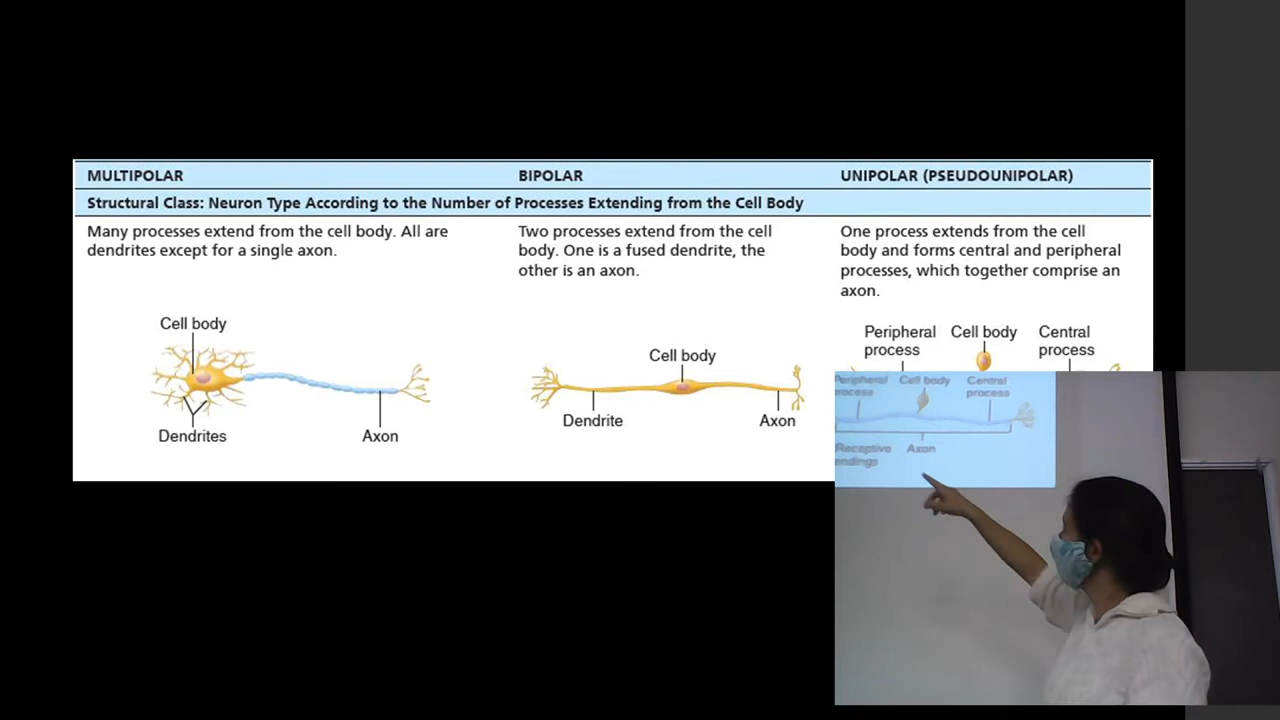 MULTIPOLAR
BIPOLAR
UNIPOLAR (PSEUDOUNIPOLAR)
Structural Class: Neuron Type According to the Number of Processes Extending from the Cell Body
Many processes extend from the cell body. All are
dendrites except for a single axon.
Two processes extend from the cell
body. One is a fused dendrite, the
other is an axon.
One process extends from the cell
body and forms central and peripheral
processes, which together comprise an
axon.
Cell body
Dendrites
Axon
Cell body
Dendrite
Axon
Peripheral
process
Cell body
Central
process
Peripheral
Cell body
Central
process
Receptive
Axon